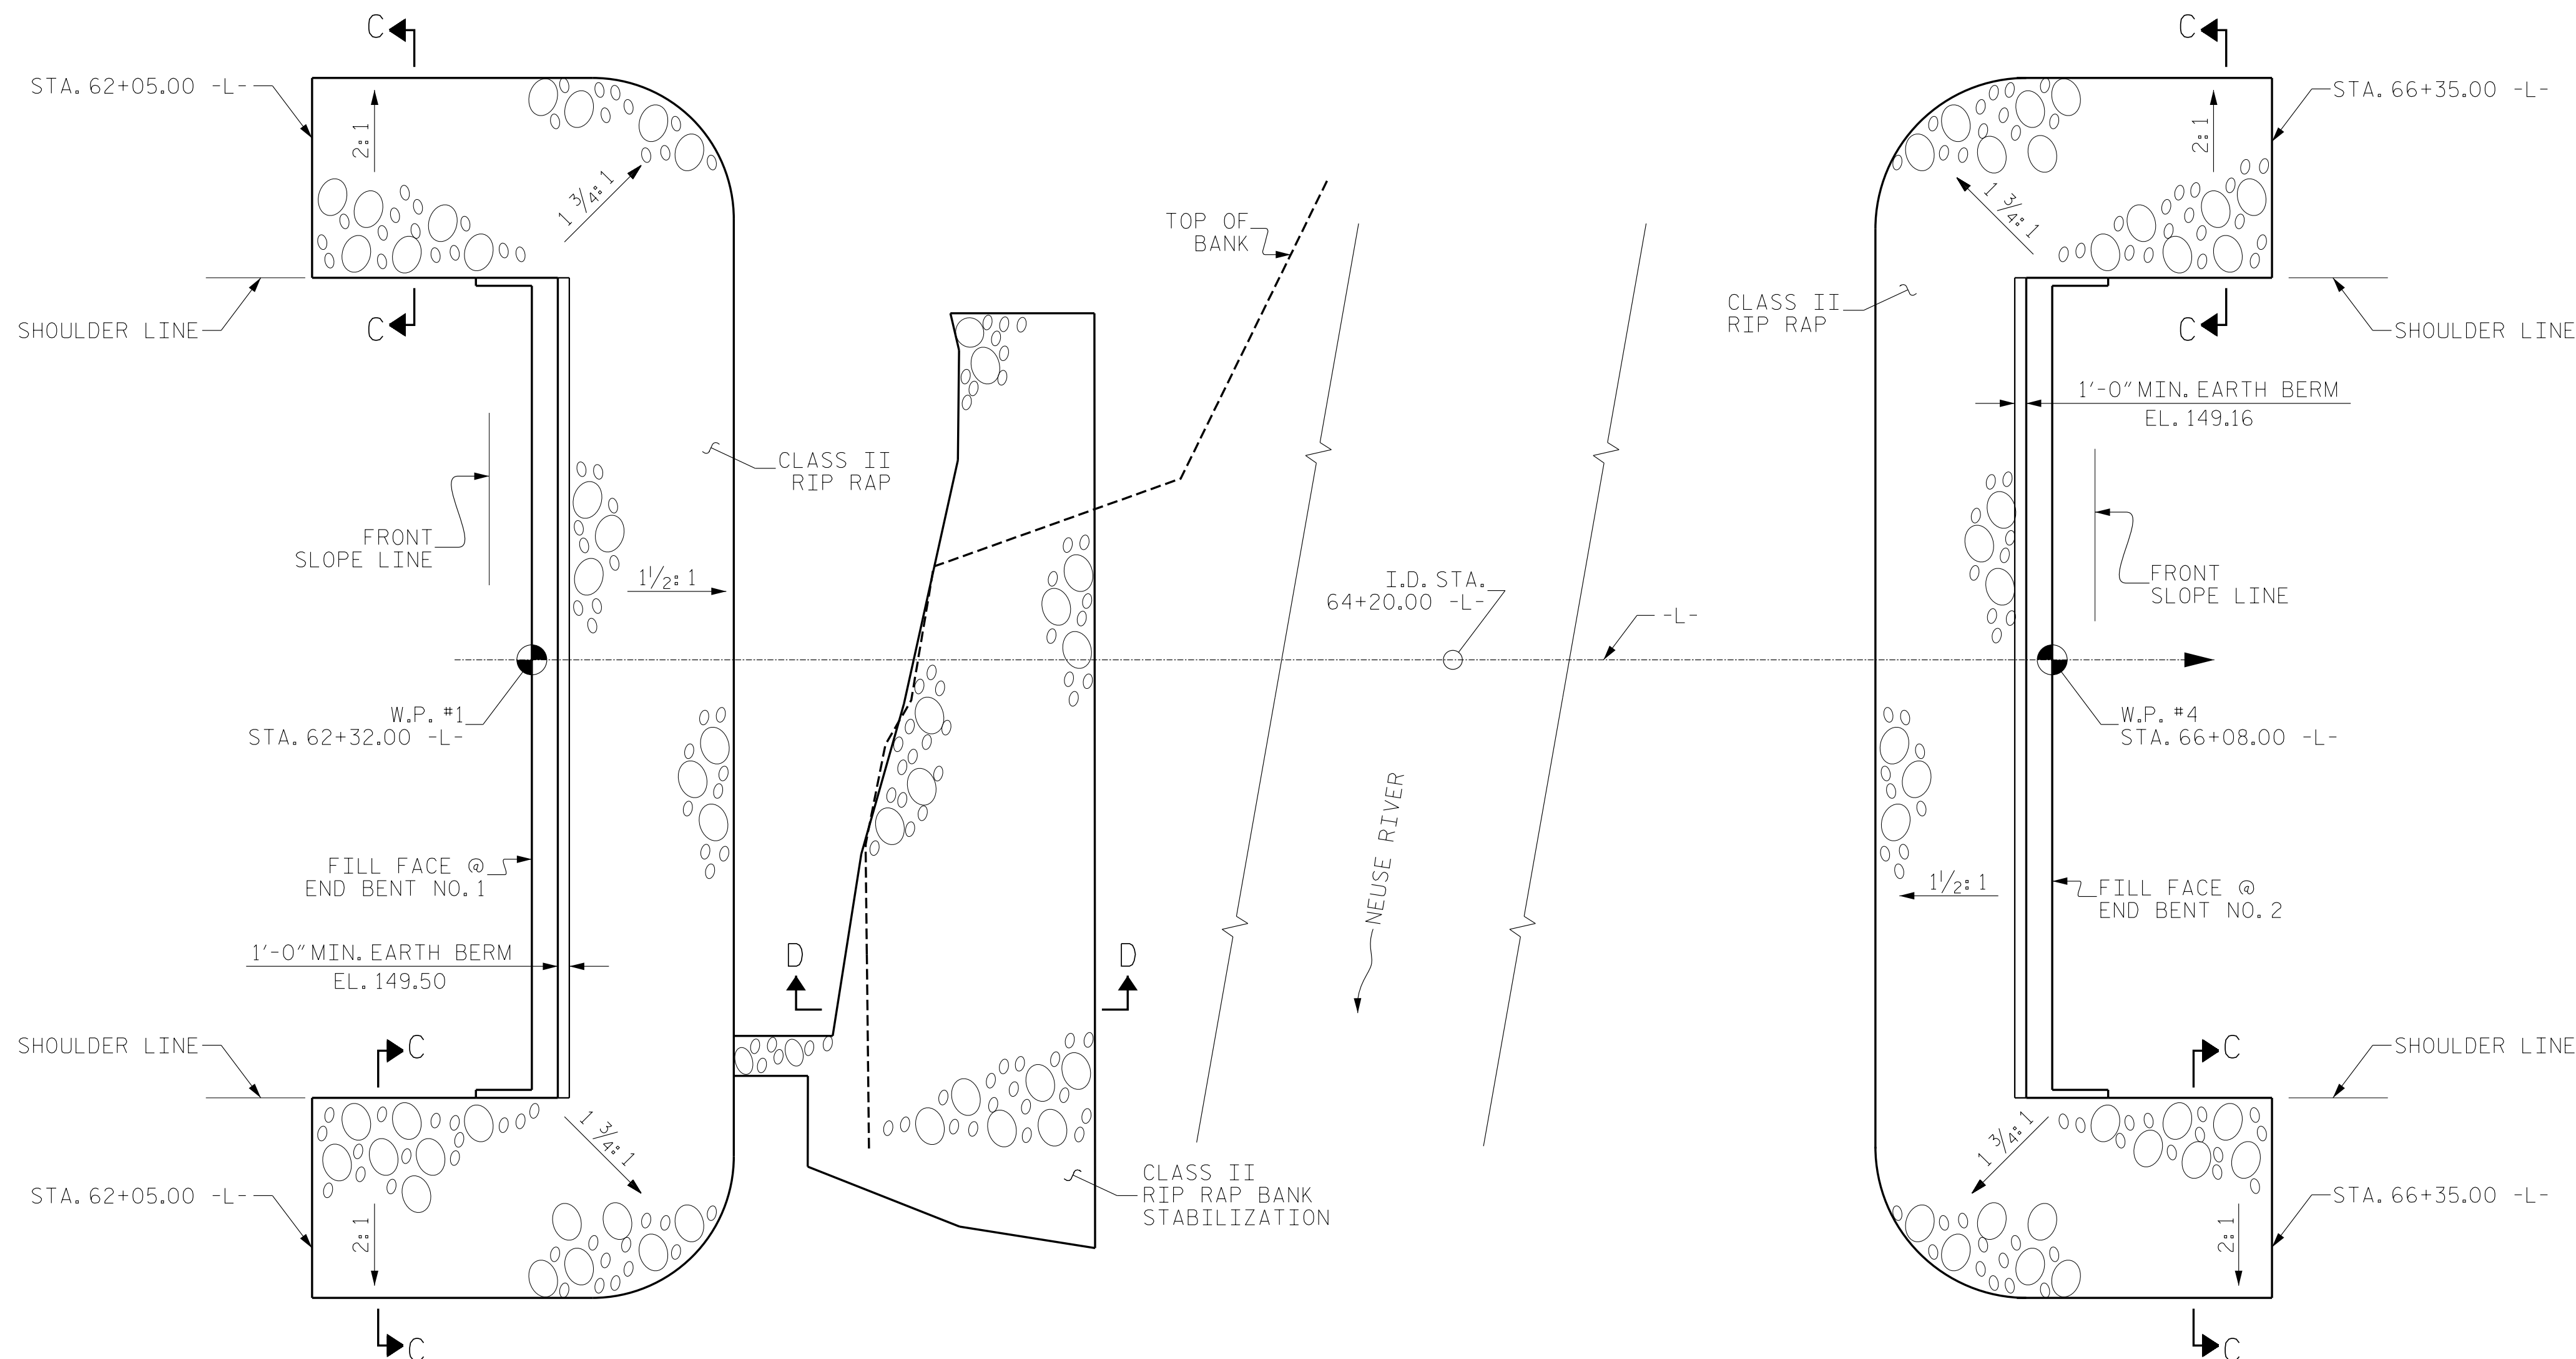 C
C
STA. 62+05.00 -L-
STA. 66+35.00 -L-
2:1
2:1
1 3/4:1
1 3/4:1
TOP OF
BANK
CLASS II
RIP RAP
SHOULDER LINE
C
C
SHOULDER LINE
1'-0" MIN. EARTH BERM
EL. 149.16
CLASS II
RIP RAP
FRONT
SLOPE LINE
1 1/2:1
I.D. STA.
64+20.00 -L-
-L-
FRONT
SLOPE LINE
W.P. #1
STA. 62+32.00 -L-
W.P. #4
STA. 66+08.00 -L-
NEUSE RIVER
FILL FACE @
END BENT NO. 1
1 1/2:1
FILL FACE @
END BENT NO. 2
1'-0" MIN. EARTH BERM
EL. 149.50
D
D
SHOULDER LINE
C
C
SHOULDER LINE
1 3/4:1
1 3/4:1
CLASS II
RIP RAP BANK
STABILIZATION
STA. 62+05.00 -L-
STA. 66+35.00 -L-
2:1
2:1
C
C